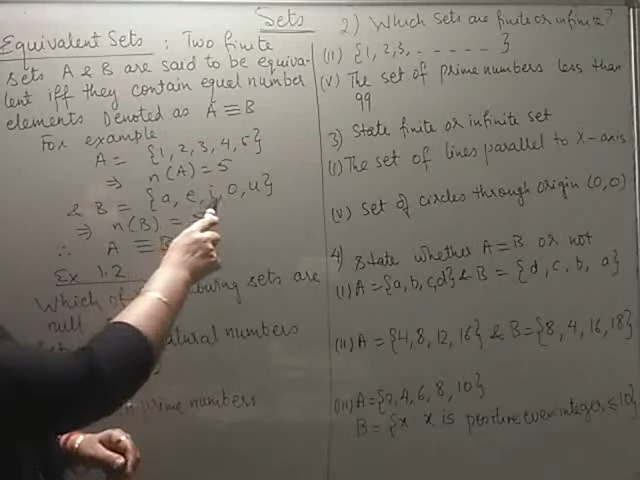 Sets
Equivalent Sets : Two finite
sets A & B are said to be equiva-
lent iff they contain equal number
elements Denoted as A ≡ B
For example
A = {1, 2, 3, 4, 5}
⇒ n(A) = 5
& B = {a, e, i, o, u}
⇒ n(B) =
∴ A ≡ B
Ex 1.2
Which of sets are
null
natural numbers
prime numbers
2) Which sets are finite or infinite?
(ii) {1, 2, 3, - - - - - }
(v) The set of prime numbers less than
99
3) State finite or infinite set
(i) The set of lines parallel to X-axis
(v) Set of circles through origin (0,0)
4) State whether A = B or not
(i) A = {a, b, c, d} & B = {d, c, b, a}
(ii) A = {4, 8, 12, 16} & B = {8, 4, 16, 18}
(iii) A = {2, 4, 6, 8, 10}
B = {x x is positive even integer ≤ 10}